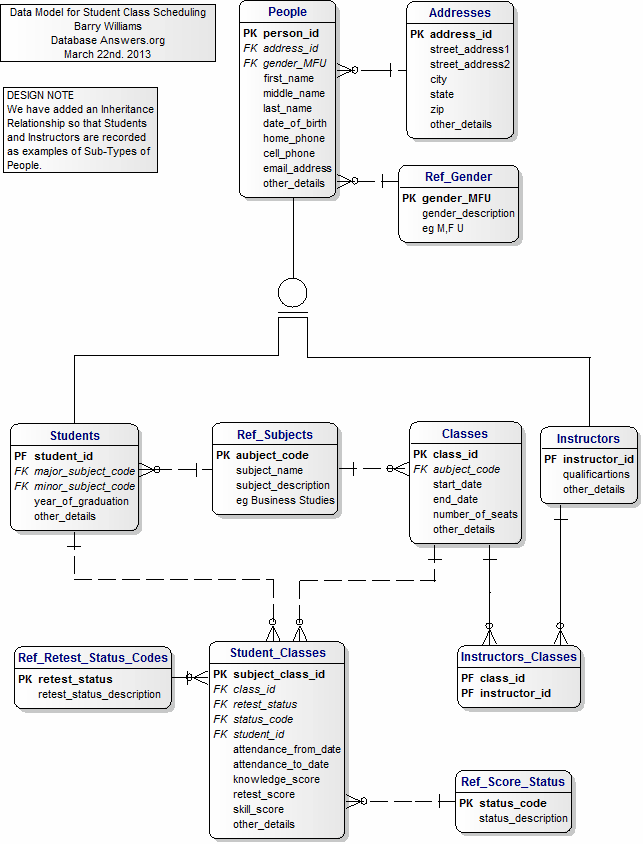 Data Model for Student Class Scheduling
Barry Williams
Database Answers.org
March 22nd. 2013
DESIGN NOTE
We have added an Inheritance
Relationship so that Students
and Instructors are recorded
as examples of Sub-Types of
People.
People
PK person_id
FK address_id
FK gender_MFU
first_name
middle_name
last_name
date_of_birth
home_phone
cell_phone
email_address
other_details
Addresses
PK address_id
street_address1
street_address2
city
state
zip
other_details
Ref_Gender
PK gender_MFU
gender_description
eg M,F U
Students
PF student_id
FK major_subject_code
FK minor_subject_code
year_of_graduation
other_details
Ref_Subjects
PK aubject_code
subject_name
subject_description
eg Business Studies
Classes
PK class_id
FK aubject_code
start_date
end_date
number_of_seats
other_details
Instructors
PF instructor_id
qualificartions
other_details
Ref_Retest_Status_Codes
PK retest_status
retest_status_description
Student_Classes
PK subject_class_id
FK class_id
FK retest_status
FK status_code
FK student_id
attendance_from_date
attendance_to_date
knowledge_score
retest_score
skill_score
other_details
Instructors_Classes
PF class_id
PF instructor_id
Ref_Score_Status
PK status_code
status_description